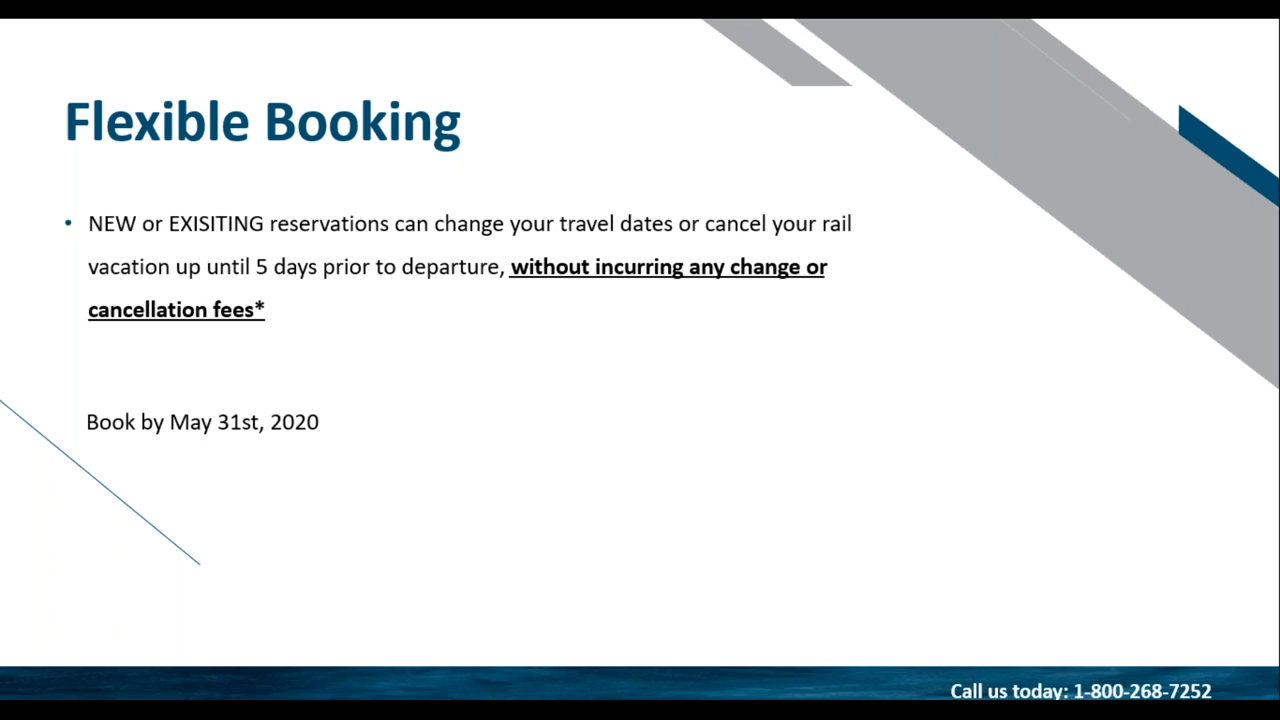 Flexible Booking
• NEW or EXISITING reservations can change your travel dates or cancel your rail
vacation up until 5 days prior to departure, without incurring any change or
cancellation fees*
Book by May 31st, 2020
Call us today: 1-800-268-7252